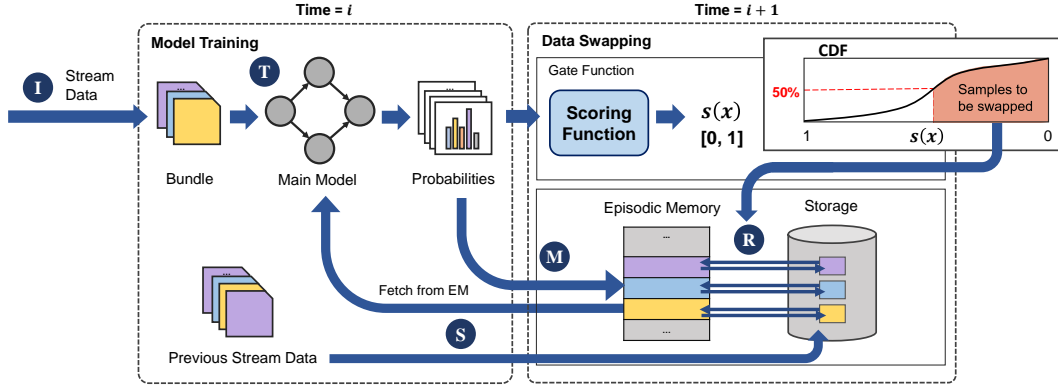 Time = i
Time = i + 1
Model Training
Data Swapping
CDF
I
Stream
Data
T
...
Gate Function
Scoring
Function
s(x)
[0, 1]
50%
Samples to
be swapped
1
s(x)
0
Bundle
Main Model
Probabilities
Episodic Memory
Storage
R
...
M
Fetch from EM
...
...
S
Previous Stream Data